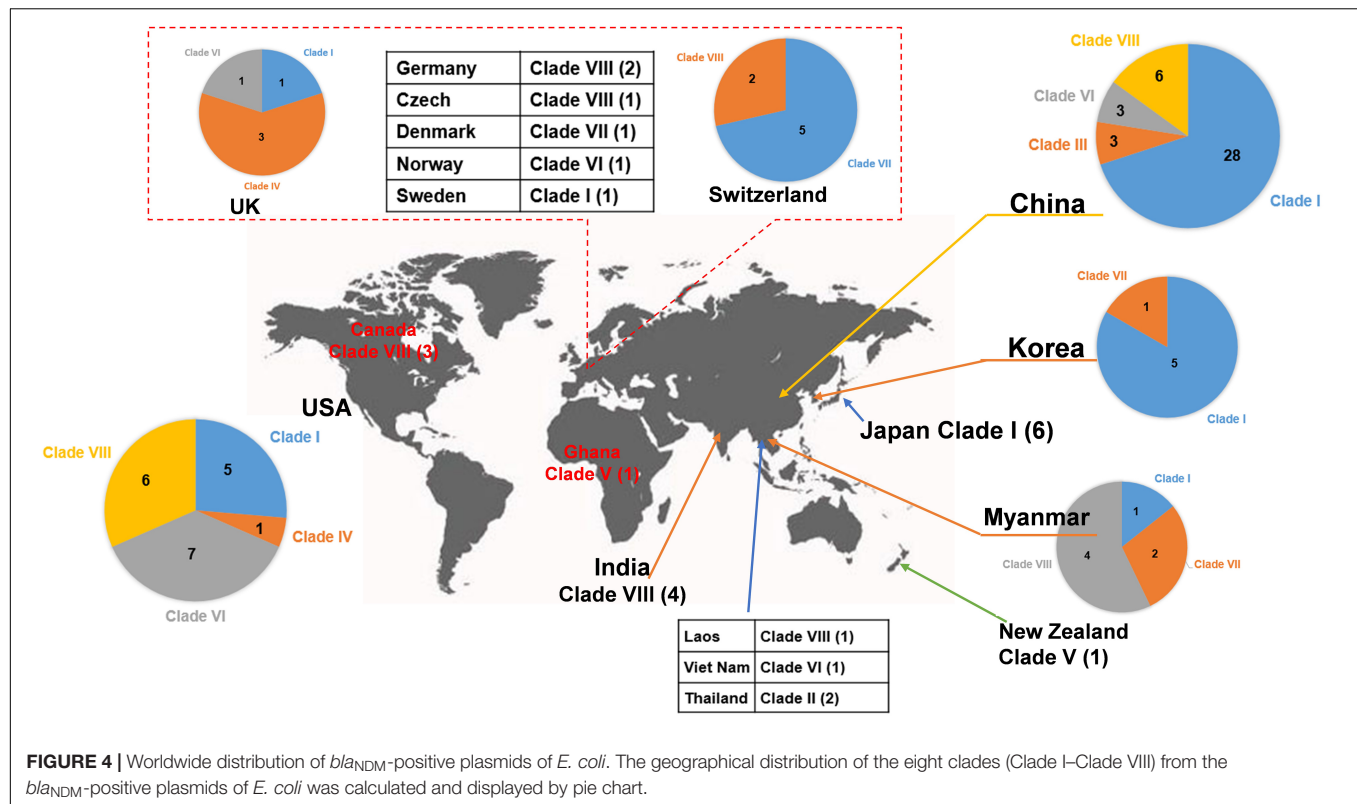 Clade VI
Clade I
1
1
3
Clade IV
UK
Germany Clade VIII (2)
Czech Clade VIII (1)
Denmark Clade VII (1)
Norway Clade VI (1)
Sweden Clade I (1)
Clade VIII
2
5
Clade VII
Switzerland
Clade VIII
6
Clade VI
3
3
Clade III
28
Clade I
China
Clade VII
1
5
Clade I
Korea
Canada
Clade VIII (3)
USA
Clade VIII
Clade I
6
5
1
Clade IV
7
Clade VI
Ghana
Clade V (1)
Japan Clade I (6)
Myanmar
Clade I
1
Clade VIII
4
2
Clade VII
India
Clade VIII (4)
Laos Clade VIII (1)
Viet Nam Clade VI (1)
Thailand Clade II (2)
New Zealand
Clade V (1)
FIGURE 4 | Worldwide distribution of blaNDM-positive plasmids of E. coli. The geographical distribution of the eight clades (Clade I–Clade VIII) from the
blaNDM-positive plasmids of E. coli was calculated and displayed by pie chart.